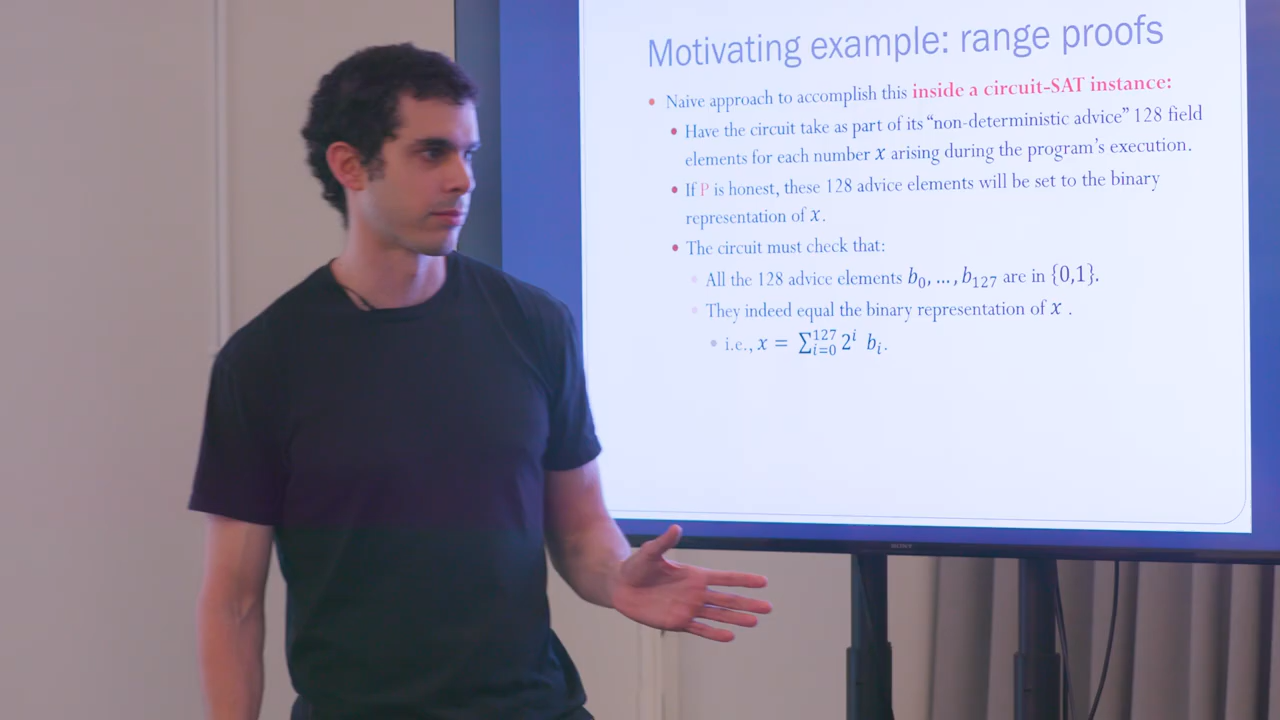 Motivating example: range proofs
• Naive approach to accomplish this inside a circuit-SAT instance:
• Have the circuit take as part of its “non-deterministic advice” 128 field
elements for each number x arising during the program’s execution.
• If P is honest, these 128 advice elements will be set to the binary
representation of x.
• The circuit must check that:
• All the 128 advice elements b₀, …, b₁₂₇ are in {0,1}.
• They indeed equal the binary representation of x .
• i.e., x = ∑_{i=0}^{127} 2^i b_i.
SONY